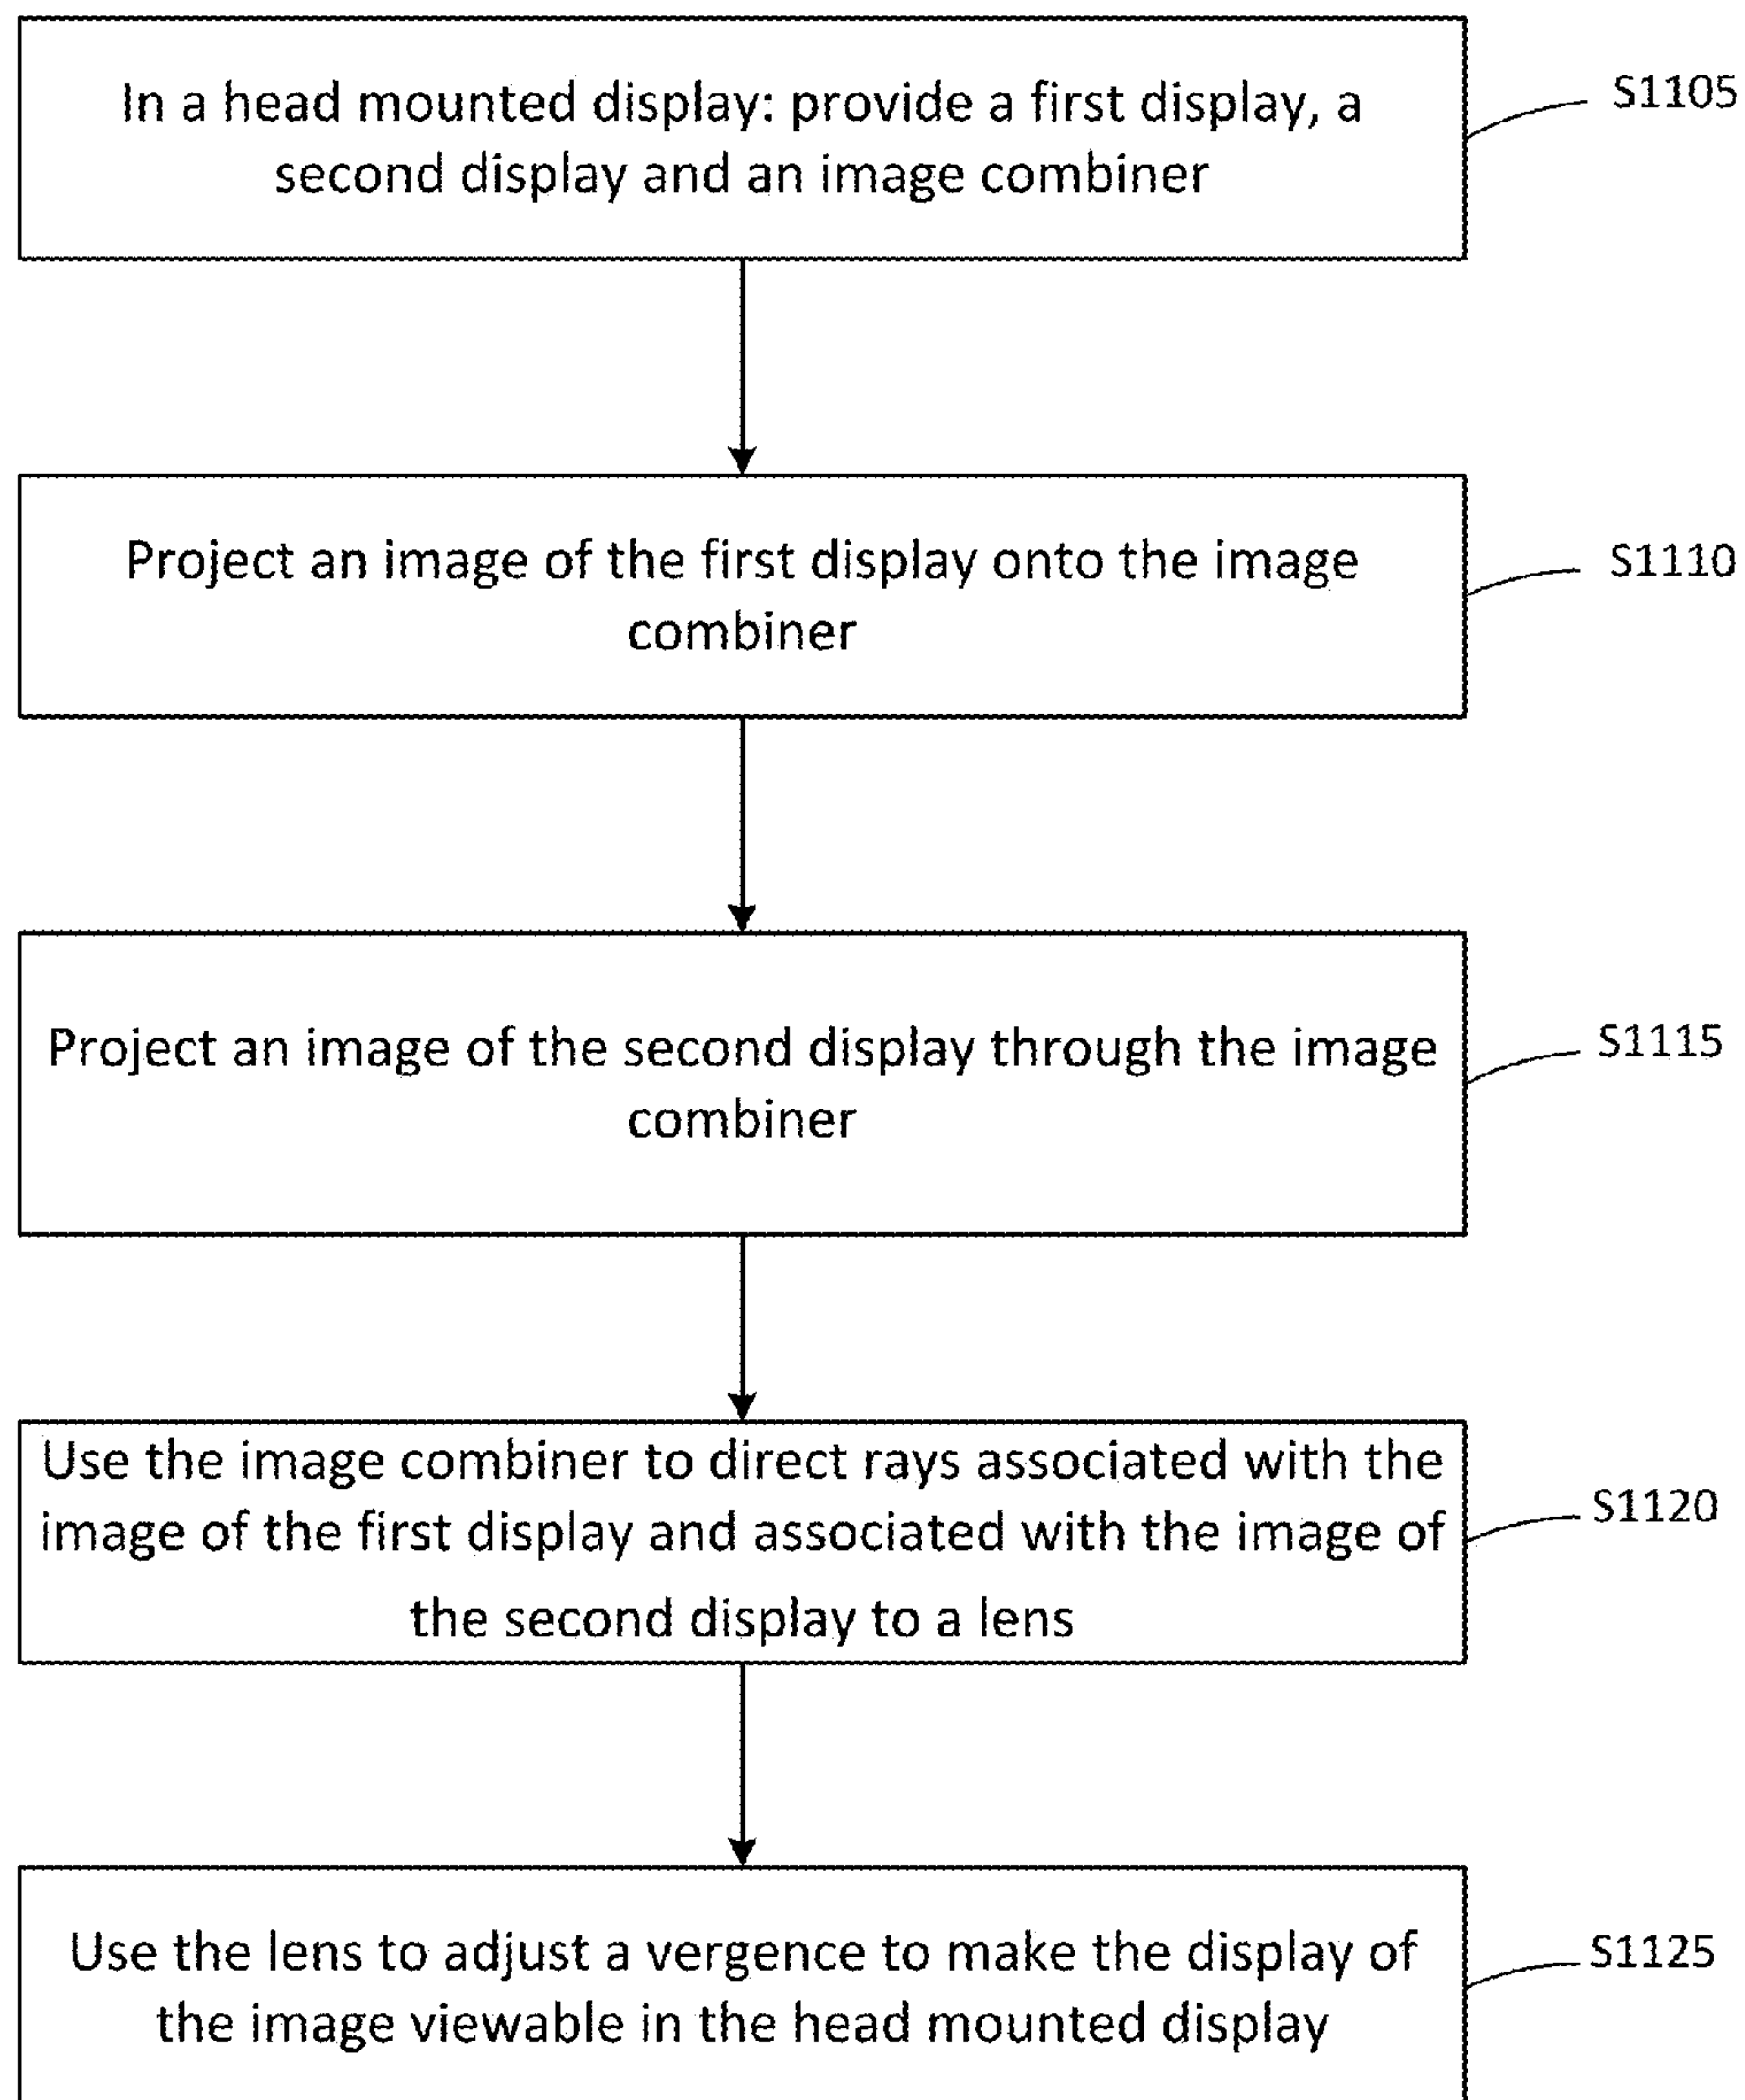 In a head mounted display: provide a first display, a
second display and an image combiner
S1105
Project an image of the first display onto the image
combiner
S1110
Project an image of the second display through the image
combiner
S1115
Use the image combiner to direct rays associated with the
image of the first display and associated with the image of
the second display to a lens
S1120
Use the lens to adjust a vergence to make the display of
the image viewable in the head mounted display
S1125